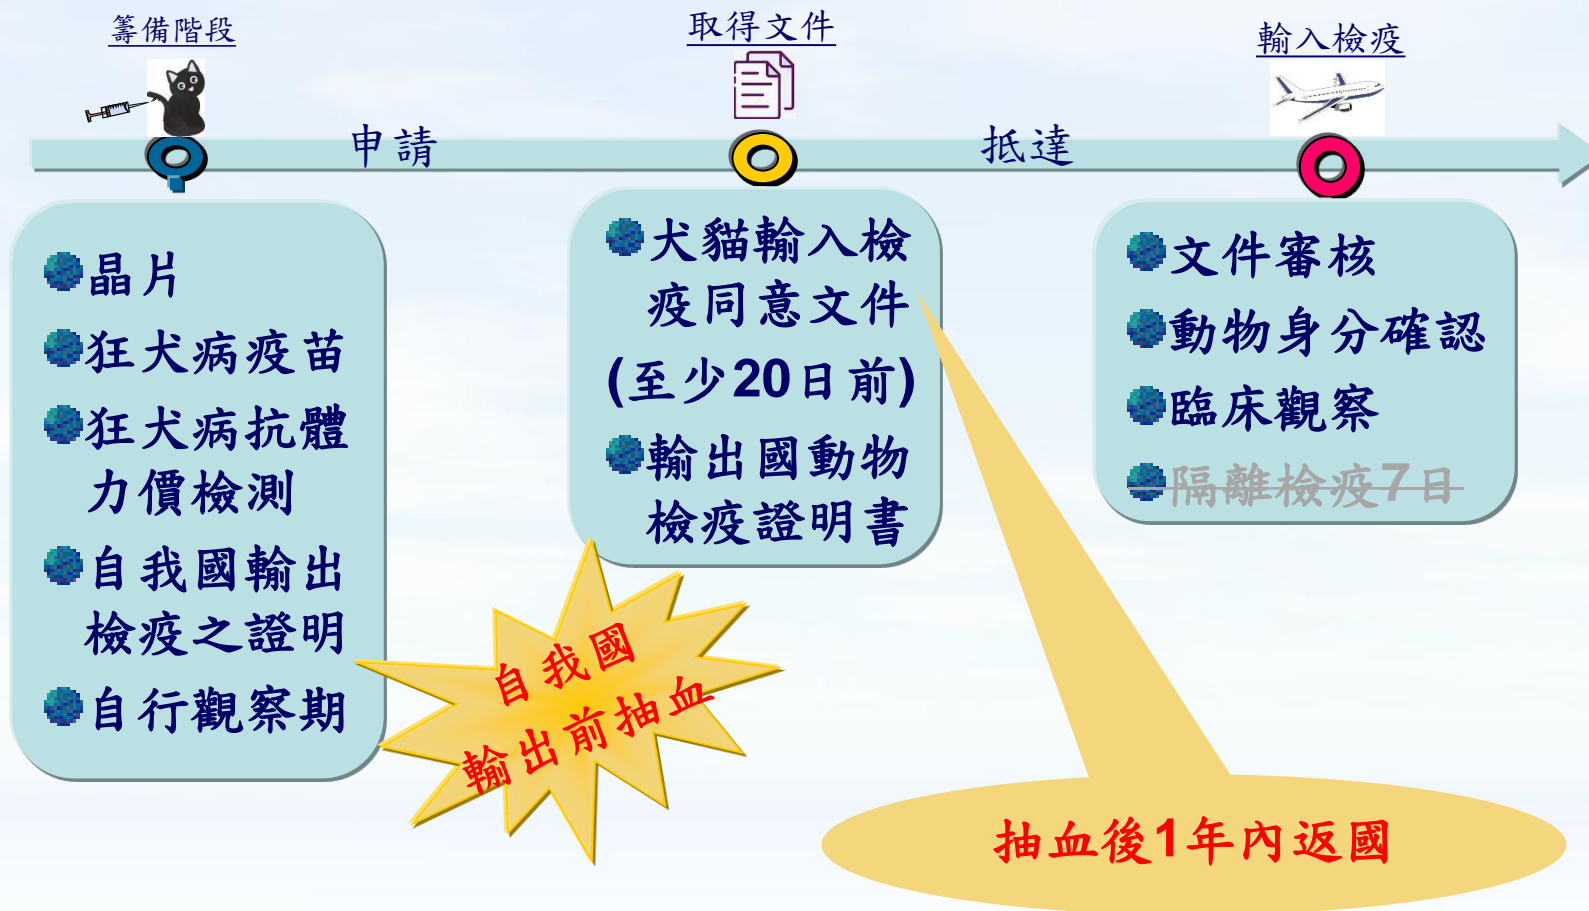 籌備階段
取得文件
輸入檢疫
申請
抵達
晶片
狂犬病疫苗
狂犬病抗體
力價檢測
自我國輸出
檢疫之證明
自行觀察期
自我國
輸出前抽血
犬貓輸入檢
疫同意文件
(至少20日前)
輸出國動物
檢疫證明書
抽血後1年內返國
文件審核
動物身分確認
臨床觀察
隔離檢疫7日